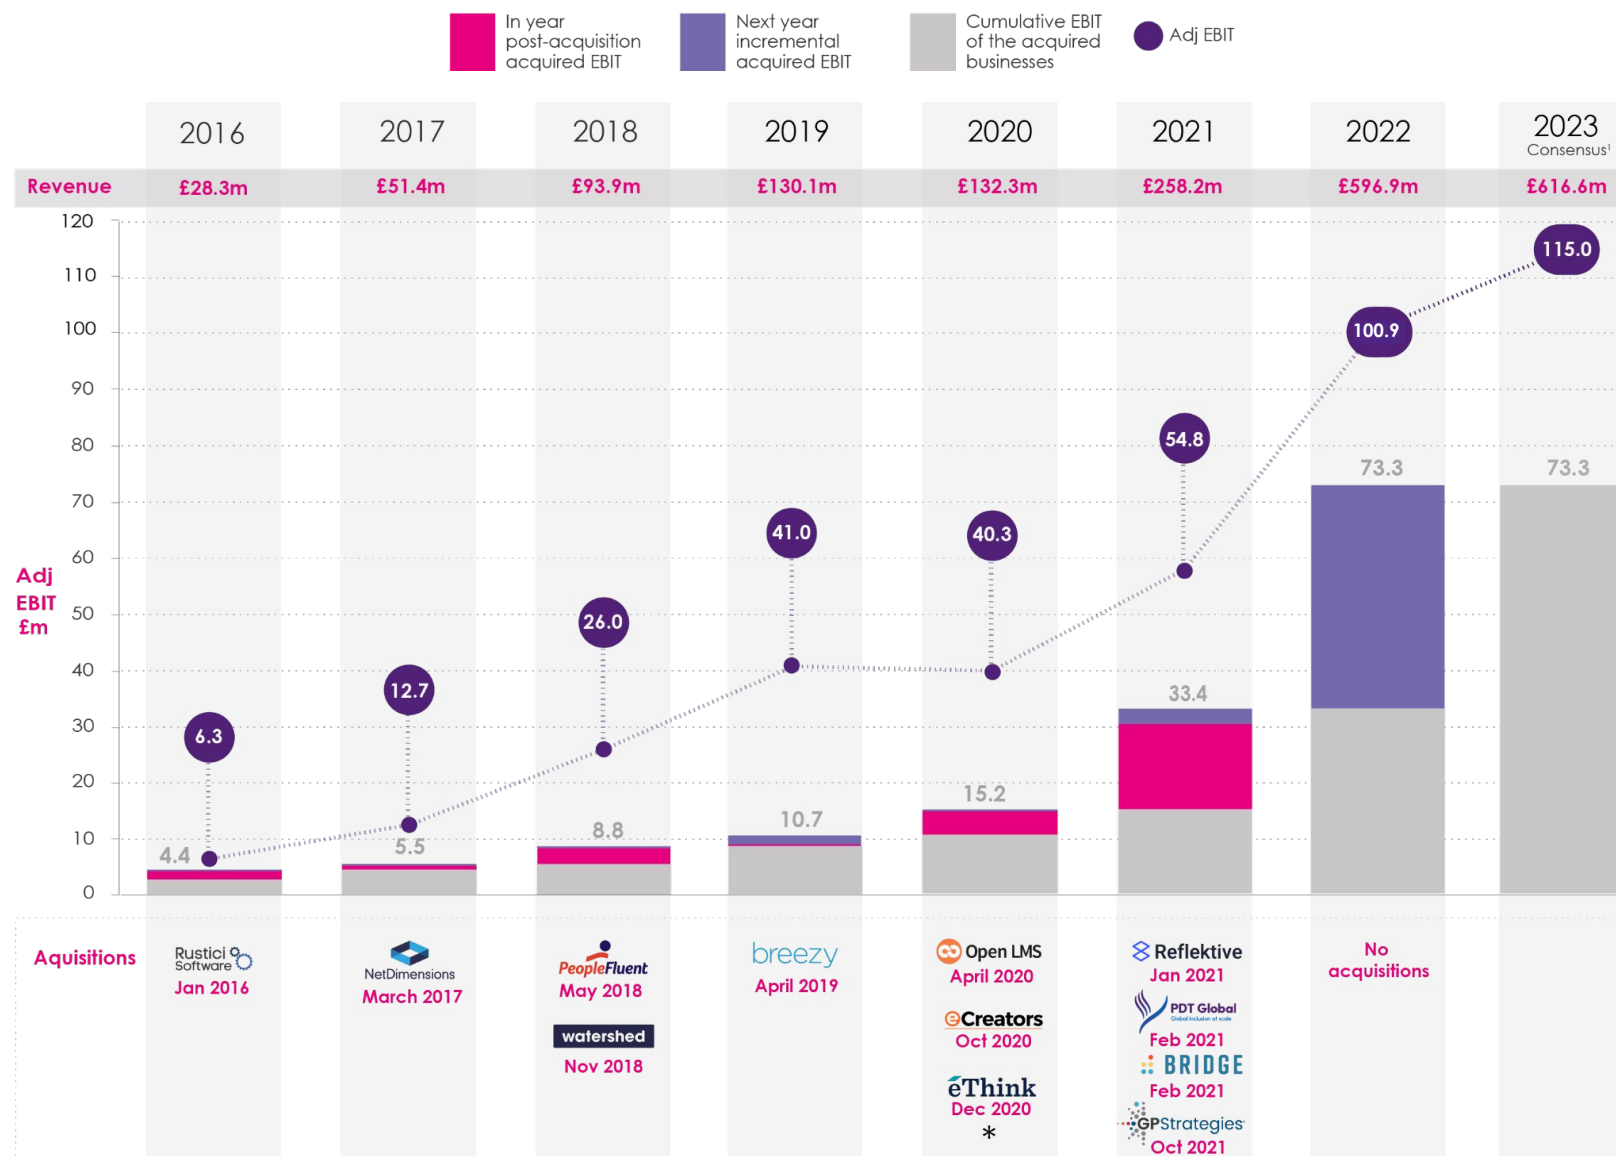 In year
post-acquisition
acquired EBIT
Next year
incremental
acquired EBIT
Cumulative EBIT
of the acquired
businesses
Adj EBIT
2016 2017 2018 2019 2020 2021 2022 2023
Consensus¹
Revenue £28.3m £51.4m £93.9m £130.1m £132.3m £258.2m £596.9m £616.6m
120
110
100
90
80
70
60
50
40
30
20
10
0
Adj
EBIT
£m
6.3
12.7
26.0
41.0
40.3
54.8
100.9
115.0
4.4
5.5
8.8
10.7
15.2
33.4
73.3
73.3
Aquisitions
Rustici
Software
Jan 2016
NetDimensions
March 2017
PeopleFluent
May 2018
watershed
Nov 2018
breezy
April 2019
Open LMS
April 2020
eCreators
Oct 2020
éThink
Dec 2020
*
Reflektive
Jan 2021
PDT Global
Global inclusion at scale
Feb 2021
BRIDGE
Feb 2021
GPStrategies
Oct 2021
No
acquisitions